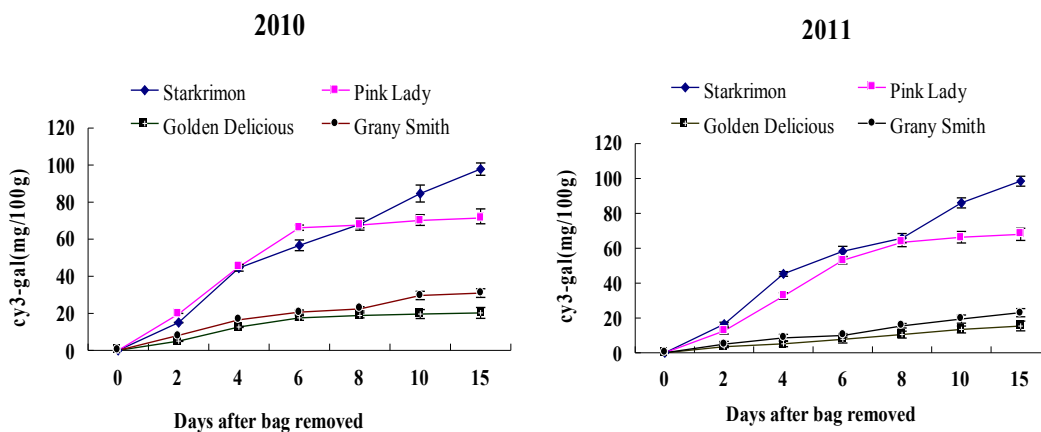 2010
Starkrimon
Pink Lady
Golden Delicious
Grany Smith
cy3-gal(mg/100g)
120
100
80
60
40
20
0
0 2 4 6 8 10 15
Days after bag removed
2011
Starkrimon
Pink Lady
Golden Delicious
Grany Smith
cy3-gal(mg/100g)
120
100
80
60
40
20
0
0 2 4 6 8 10 15
Days after bag removed